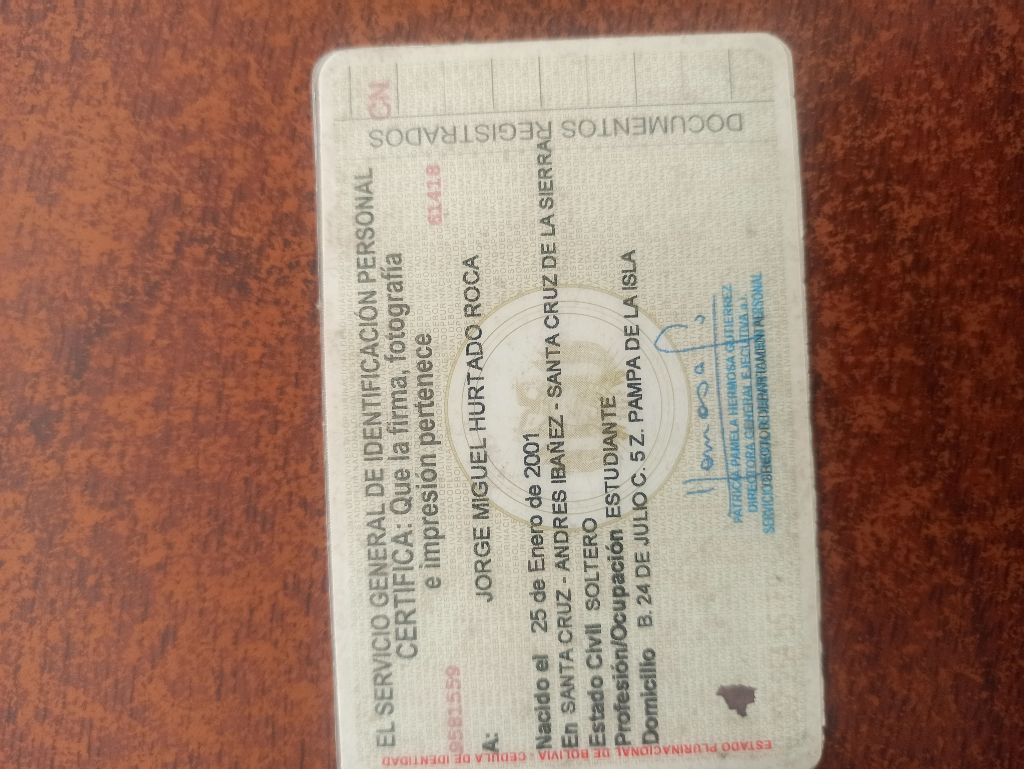 EL SERVICIO GENERAL DE IDENTIFICACIÓN PERSONAL
CERTIFICA: Que la firma, fotografía
e impresión pertenece
9581559
61418
A:
JORGE MIGUEL HURTADO ROCA
Nacido el 25 de Enero de 2001
En SANTA CRUZ - ANDRES IBAÑEZ - SANTA CRUZ DE LA SIERRA
Estado Civil SOLTERO
Profesión/Ocupación ESTUDIANTE
Domicilio B. 24 DE JULIO C. 5 Z. PAMPA DE LA ISLA
PATRICIA PAMELA HERMOSA GUTIERREZ
DIRECTORA GENERAL EJECUTIVA a.i.
DOCUMENTOS REGISTRADOS
CN
ESTADO PLURINACIONAL DE BOLIVIA - CEDULA DE IDENTIDAD